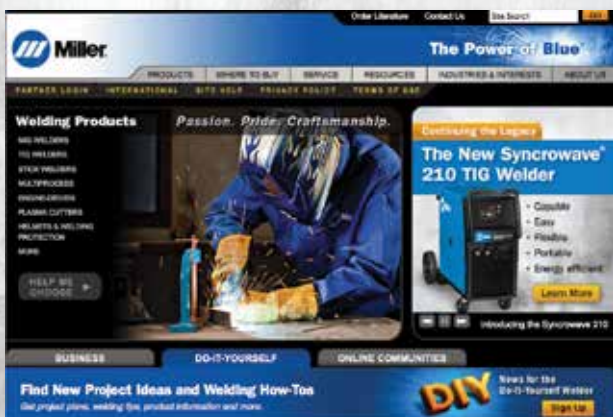 Order Literature Contact Us Site Search GO
Miller
The Power of Blue
PRODUCTS WHERE TO BUY SERVICE RESOURCES INDUSTRIES & INTERESTS ABOUT US
PARTNER LOGIN INTERNATIONAL SITE HELP PRIVACY POLICY TERMS OF USE
Welding Products
MIG WELDERS
TIG WELDERS
STICK WELDERS
MULTIPROCESS
ENGINE-DRIVEN
PLASMA CUTTERS
HELMETS & WELDING
PROTECTION
MORE
HELP ME
CHOOSE
Passion. Pride. Craftsmanship.
Continuing the Legacy
The New Syncrowave®
210 TIG Welder
• Capable
• Easy
• Flexible
• Portable
• Energy efficient
Learn More
Introducing the Syncrowave 210
BUSINESS DO-IT-YOURSELF ONLINE COMMUNITIES
Find New Project Ideas and Welding How-Tos
Get project plans, welding tips, product information and more.
DIY
News for the
Do-It-Yourself Welder
Sign Up